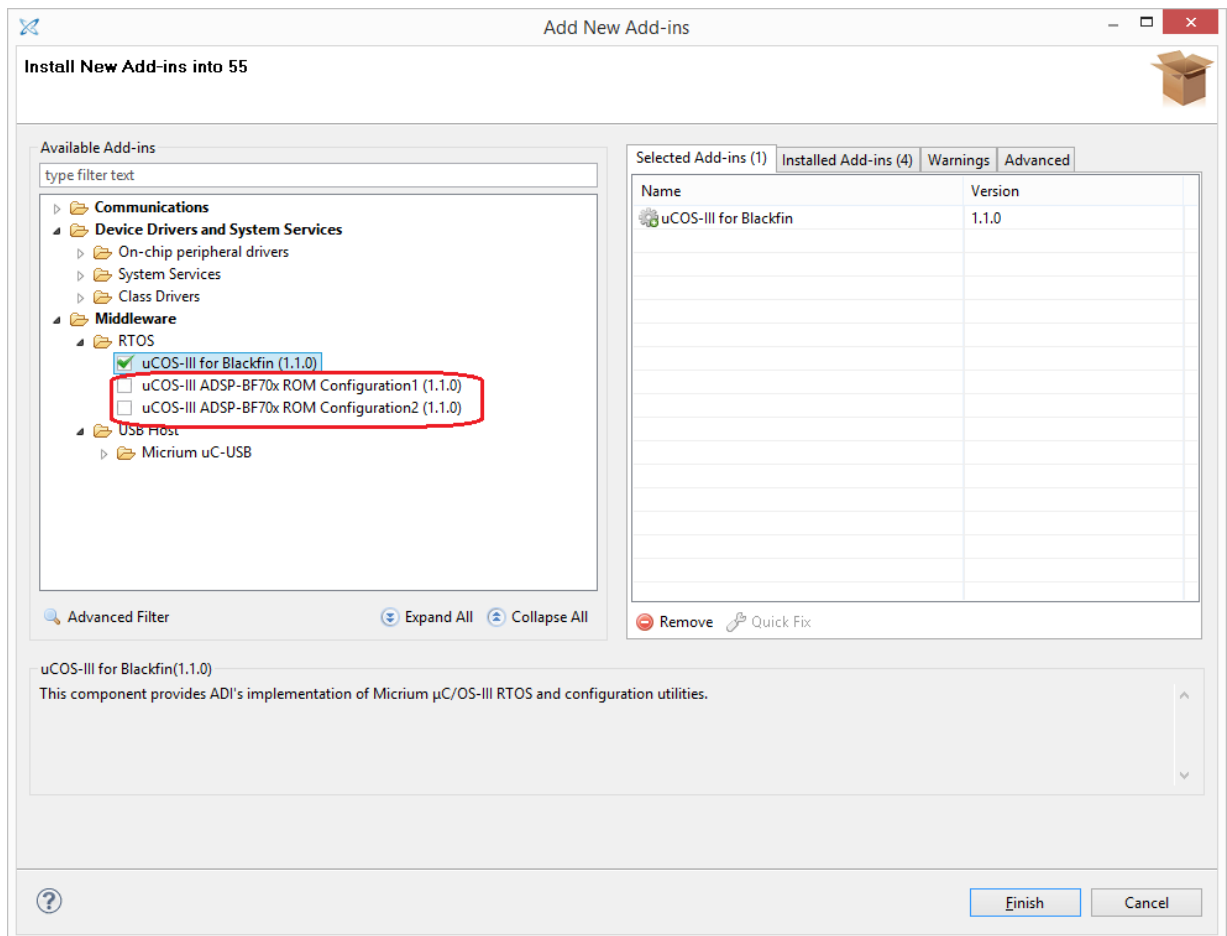 Add New Add-ins
Install New Add-ins into 55
Available Add-ins
type filter text
Communications
Device Drivers and System Services
On-chip peripheral drivers
System Services
Class Drivers
Middleware
RTOS
uCOS-III for Blackfin (1.1.0)
uCOS-III ADSP-BF70x ROM Configuration1 (1.1.0)
uCOS-III ADSP-BF70x ROM Configuration2 (1.1.0)
USB Host
Micrium uC-USB
Advanced Filter Expand All Collapse All
Selected Add-ins (1) Installed Add-ins (4) Warnings Advanced
Name Version
uCOS-III for Blackfin 1.1.0
Remove Quick Fix
uCOS-III for Blackfin(1.1.0)
This component provides ADI's implementation of Micrium µC/OS-III RTOS and configuration utilities.
Finish Cancel